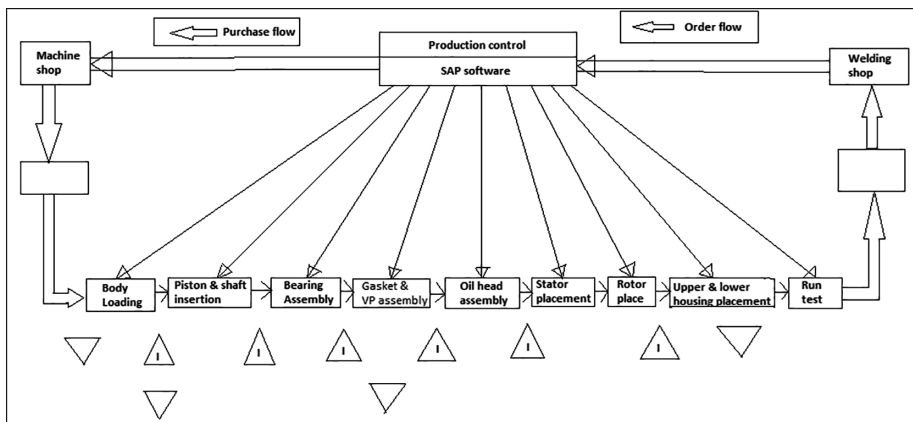 Purchase flow
Order flow
Machine
shop
Production control
SAP software
Welding
shop
Body
Loading
Piston & shaft
insertion
Bearing
Assembly
Gasket &
VP assembly
Oil head
assembly
Stator
placement
Rotor
place
Upper & lower
housing placement
Run
test
I
I
I
I
I
I